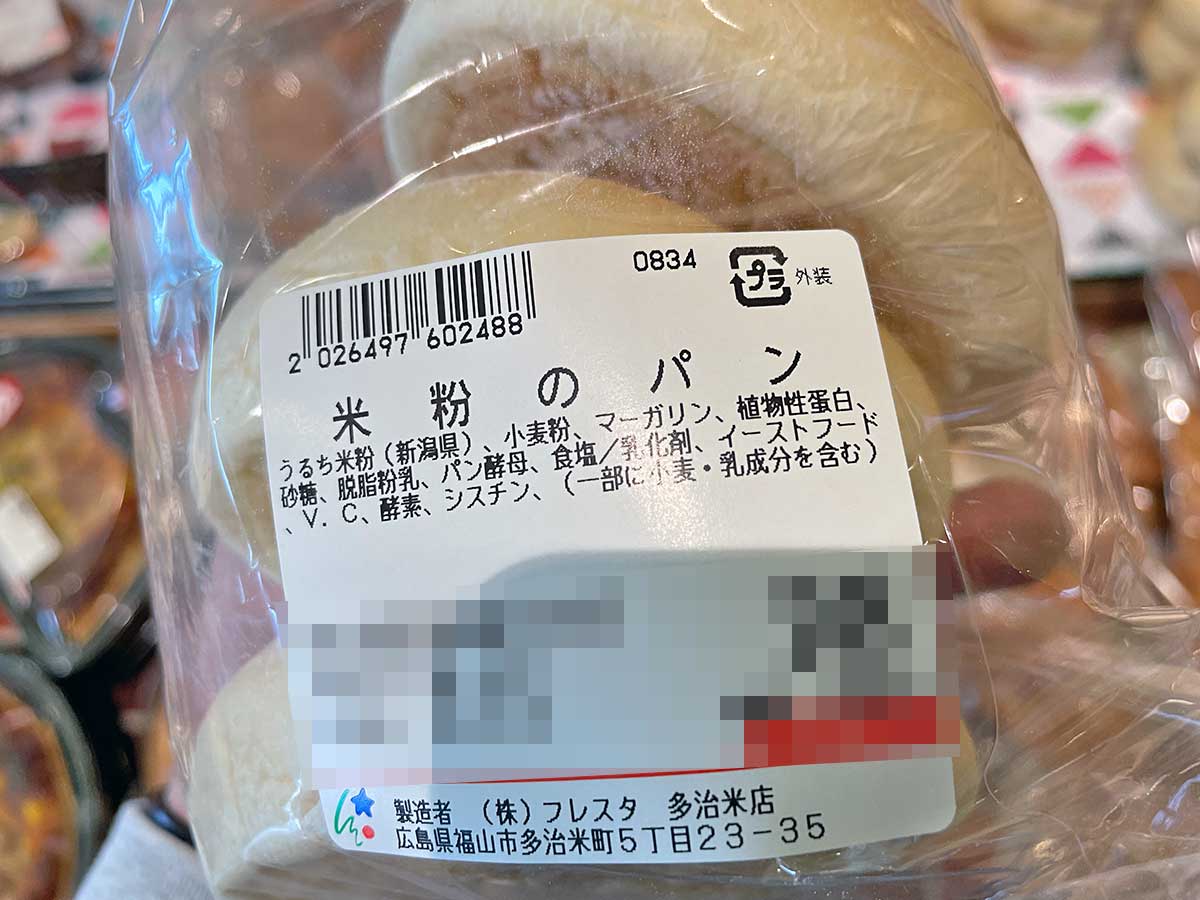 0834
プラ 外装
2 026497 602488
米粉のパン
うるち米粉(新潟県)、小麦粉、マーガリン、植物性蛋白、
砂糖、脱脂粉乳、パン酵母、食塩/乳化剤、イーストフード
、V.C、酵素、システン、(一部に小麦・乳成分を含む)
製造者 (株)フレスタ 多治米店
広島県福山市多治米町5丁目23-35